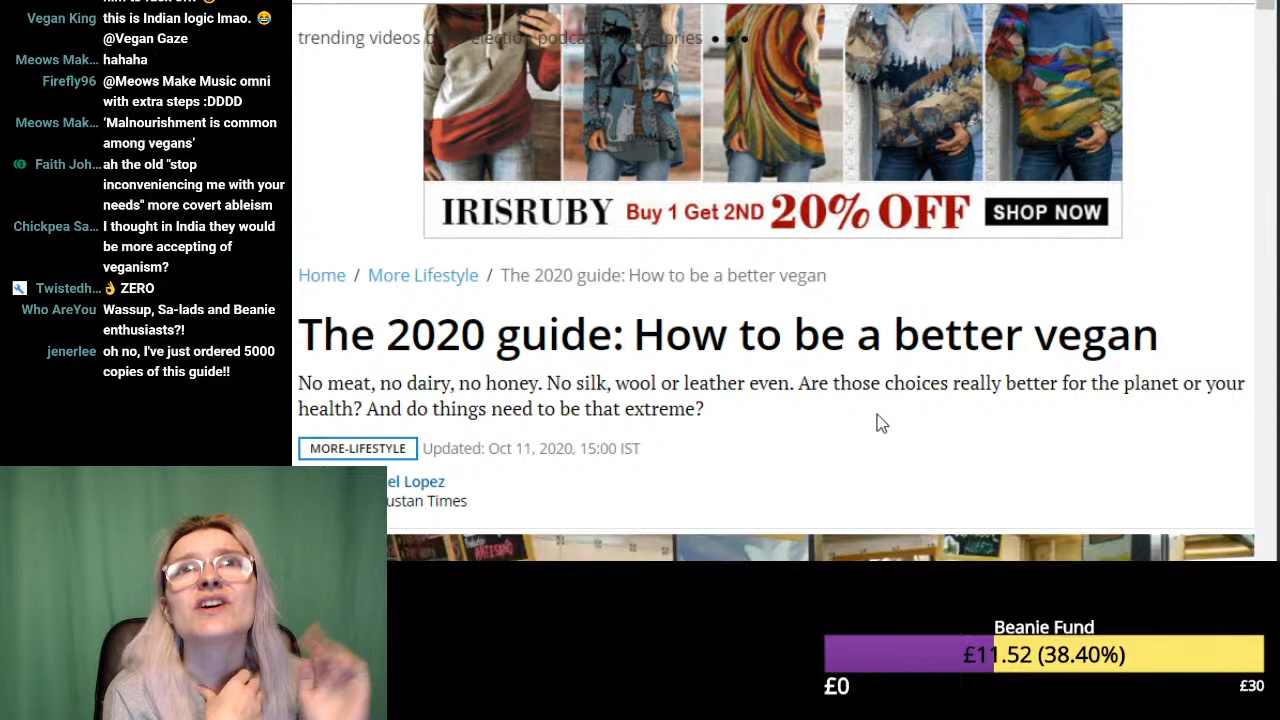 Vegan King this is Indian logic lmao. 😂
@Vegan Gaze
Meows Mak... hahaha
Firefly96 @Meows Make Music omni
with extra steps :DDDD
Meows Mak... ‘Malnourishment is common
among vegans’
Faith Joh... ah the old "stop
inconveniencing me with your
needs" more covert ableism
Chickpea Sa... I thought in India they would
be more accepting of
veganism?
Twistedh... 👌 ZERO
Who AreYou Wassup, Sa-lads and Beanie
enthusiasts?!
jenerlee oh no, I've just ordered 5000
copies of this guide!!
trending videos
IRISRUBY Buy 1 Get 2ND 20% OFF SHOP NOW
Home / More Lifestyle / The 2020 guide: How to be a better vegan
The 2020 guide: How to be a better vegan
No meat, no dairy, no honey. No silk, wool or leather even. Are those choices really better for the planet or your
health? And do things need to be that extreme?
MORE-LIFESTYLE Updated: Oct 11, 2020, 15:00 IST
el Lopez
ustan Times
Beanie Fund
£11.52 (38.40%)
£0 £30